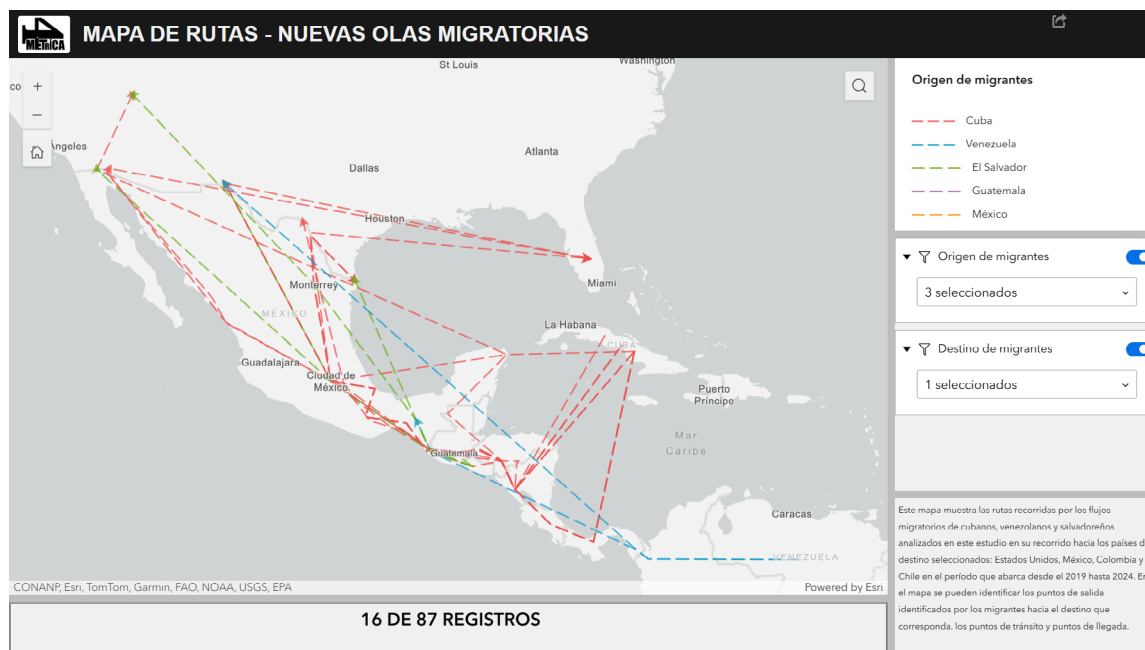 MÉTRICA
MAPA DE RUTAS - NUEVAS OLAS MIGRATORIAS
St Louis
Washington
co
+
−
Ángeles
Dallas
Atlanta
Houston
Monterrey
Miami
MÉXICO
La Habana
CUBA
Guadalajara
Ciudad de
México
Puerto
Príncipe
Mar
Caribe
Guatemala
Caracas
VENEZUELA
CONANP, Esri, TomTom, Garmin, FAO, NOAA, USGS, EPA
Powered by Esri
16 DE 87 REGISTROS
Origen de migrantes
Cuba
Venezuela
El Salvador
Guatemala
México
Origen de migrantes
3 seleccionados
Destino de migrantes
1 seleccionados
Este mapa muestra las rutas recorridas por los flujos
migratorios de cubanos, venezolanos y salvadoreños
analizados en este estudio en su recorrido hacia los países d
destino seleccionados: Estados Unidos, México, Colombia y
Chile en el período que abarca desde el 2019 hasta 2024. En
el mapa se pueden identificar los puntos de salida
identificados por los migrantes hacia el destino que
corresponda, los puntos de tránsito y puntos de llegada.